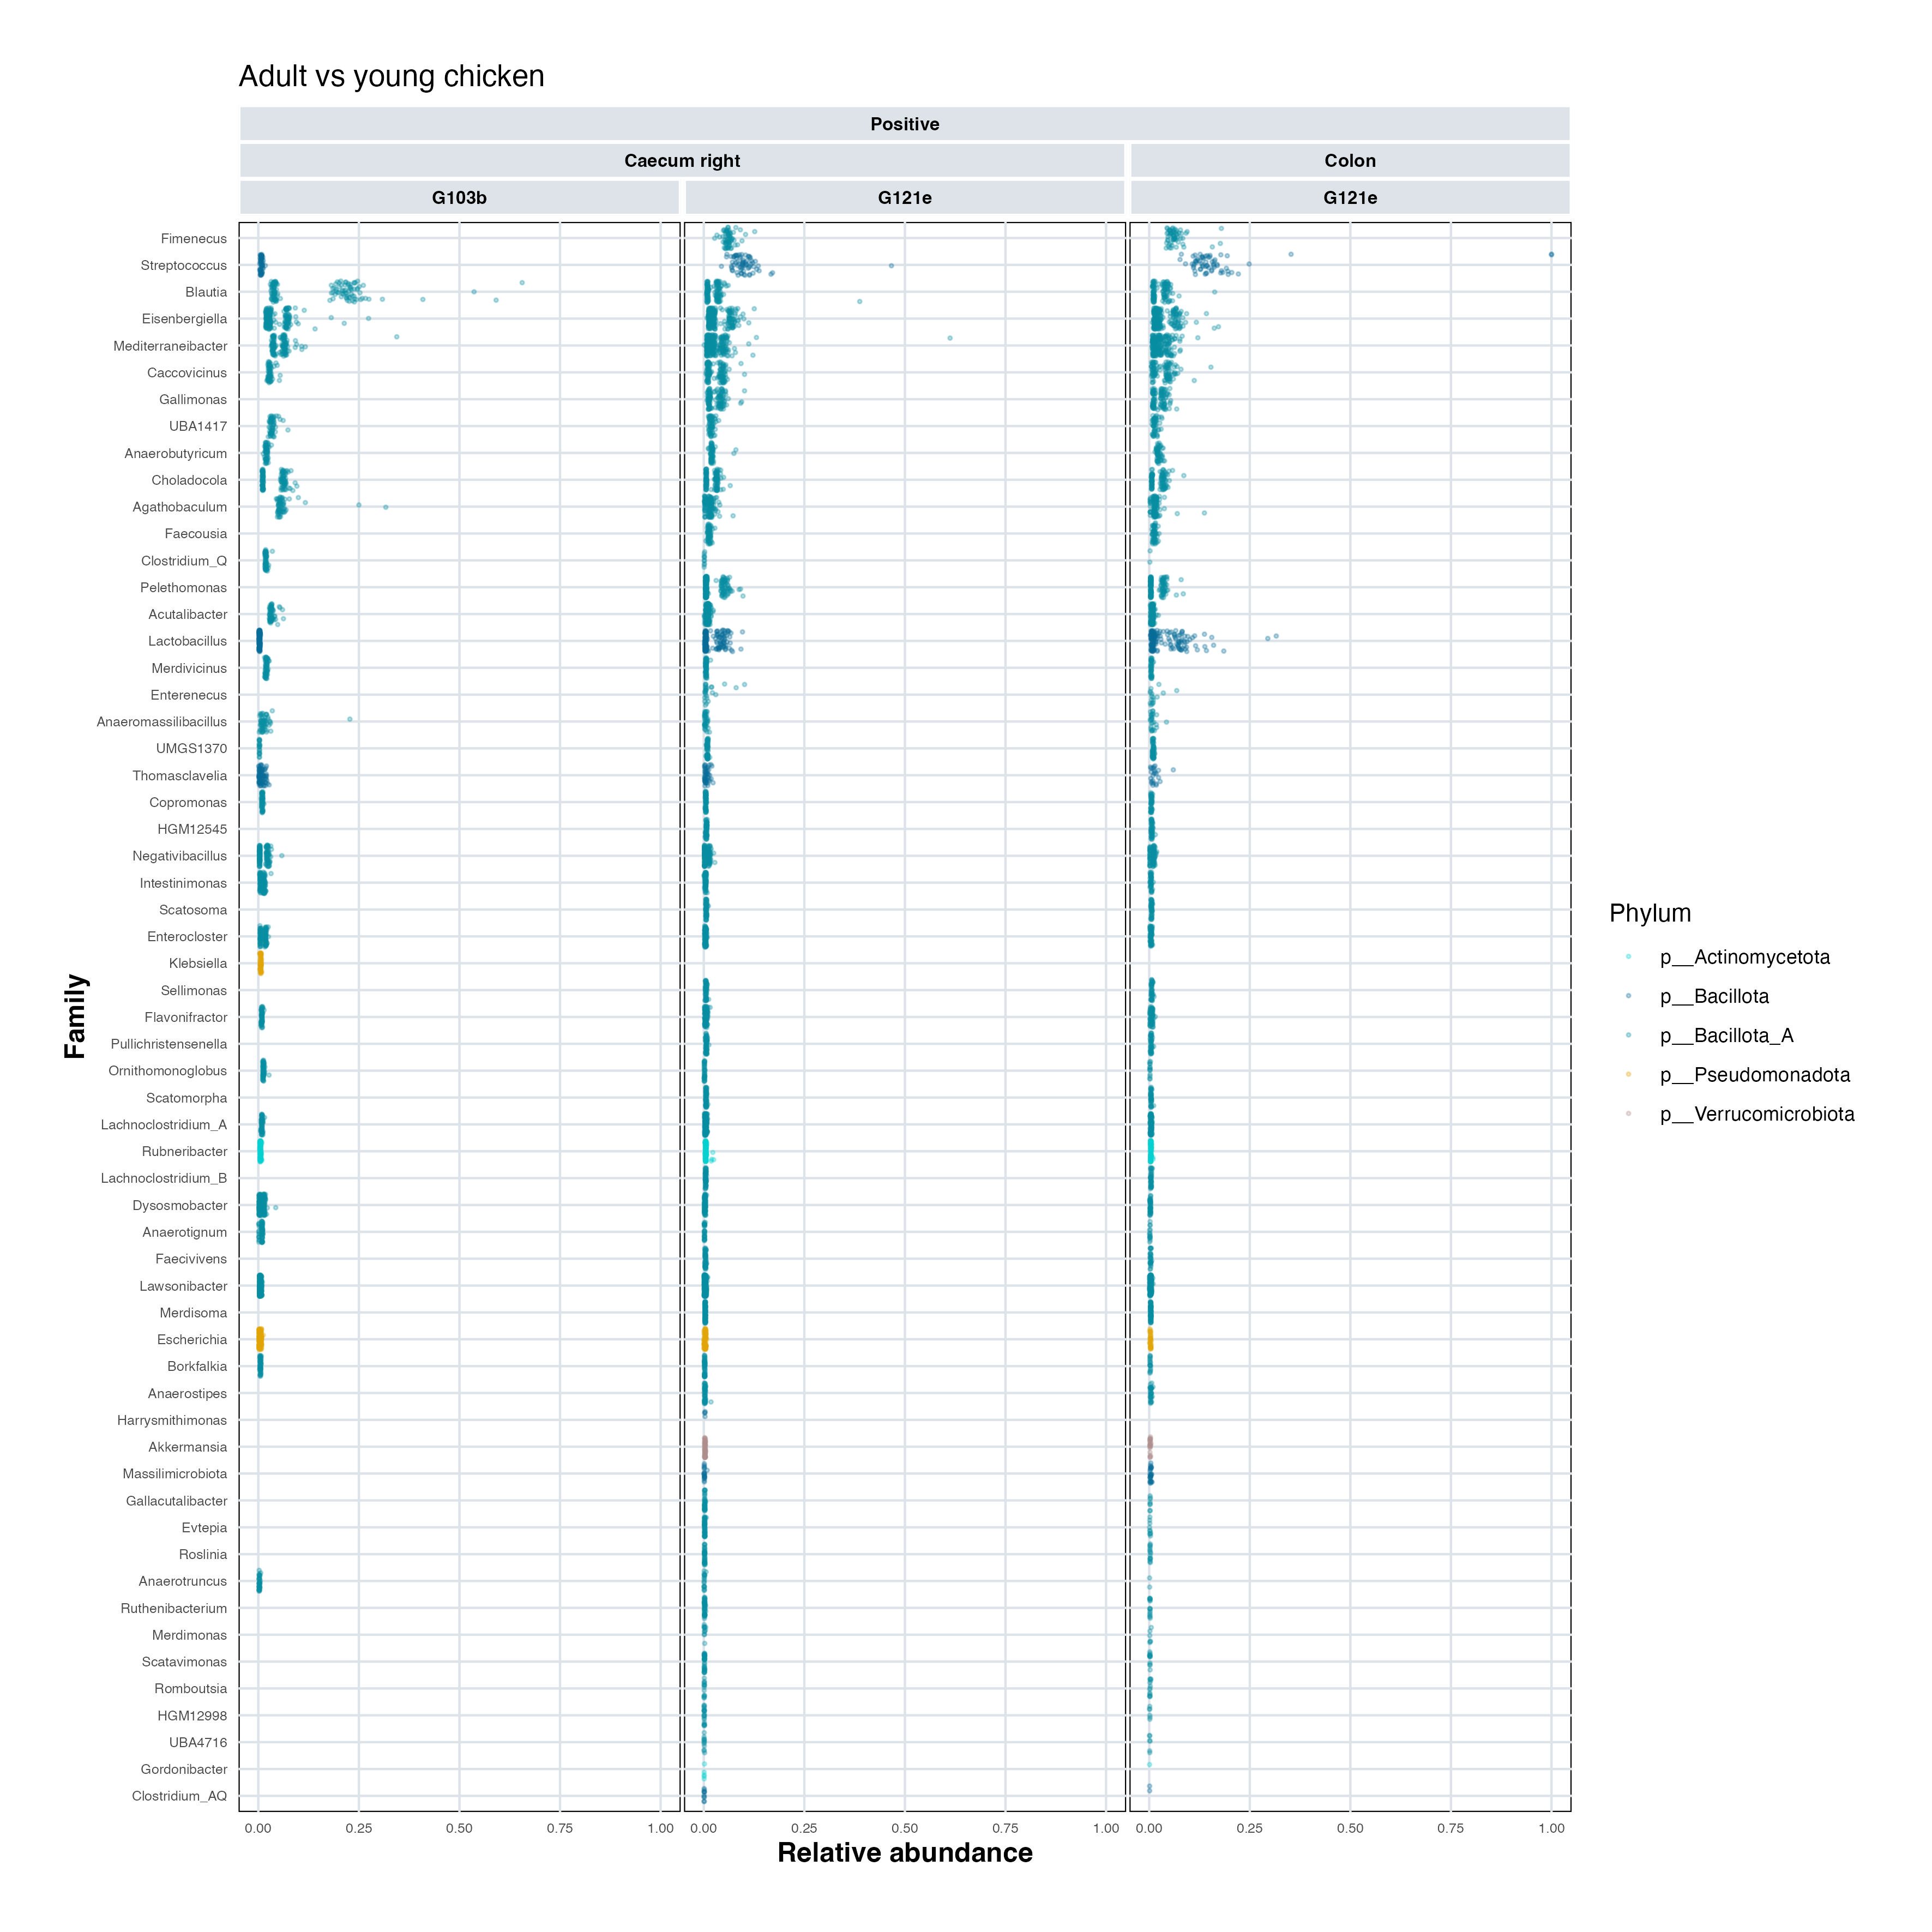 Adult vs young chicken
Positive
Caecum right
Colon
G103b
G121e
G121e
Fimenecus
Streptococcus
Blautia
Eisenbergiella
Mediterraneibacter
Caccovicinus
Gallimonas
UBA1417
Anaerobutyricum
Choladocola
Agathobaculum
Faecousia
Clostridium_Q
Pelethomonas
Acutalibacter
Lactobacillus
Merdivicinus
Enterenecus
Anaeromassilibacillus
UMGS1370
Thomasclavelia
Copromonas
HGM12545
Negativibacillus
Intestinimonas
Scatosoma
Enterocloster
Klebsiella
Sellimonas
Flavonifractor
Pullichristensenella
Ornithomonoglobus
Scatomorpha
Lachnoclostridium_A
Rubneribacter
Lachnoclostridium_B
Dysosmobacter
Anaerotignum
Faecivivens
Lawsonibacter
Merdisoma
Escherichia
Borkfalkia
Anaerostipes
Harrysmithimonas
Akkermansia
Massilimicrobiota
Gallacutalibacter
Evtepia
Roslinia
Anaerotruncus
Ruthenibacterium
Merdimonas
Scatavimonas
Romboutsia
HGM12998
UBA4716
Gordonibacter
Clostridium_AQ
Family
0.00 0.25 0.50 0.75 1.00
0.00 0.25 0.50 0.75 1.00
0.00 0.25 0.50 0.75 1.00
Relative abundance
Phylum
p__Actinomycetota
p__Bacillota
p__Bacillota_A
p__Pseudomonadota
p__Verrucomicrobiota